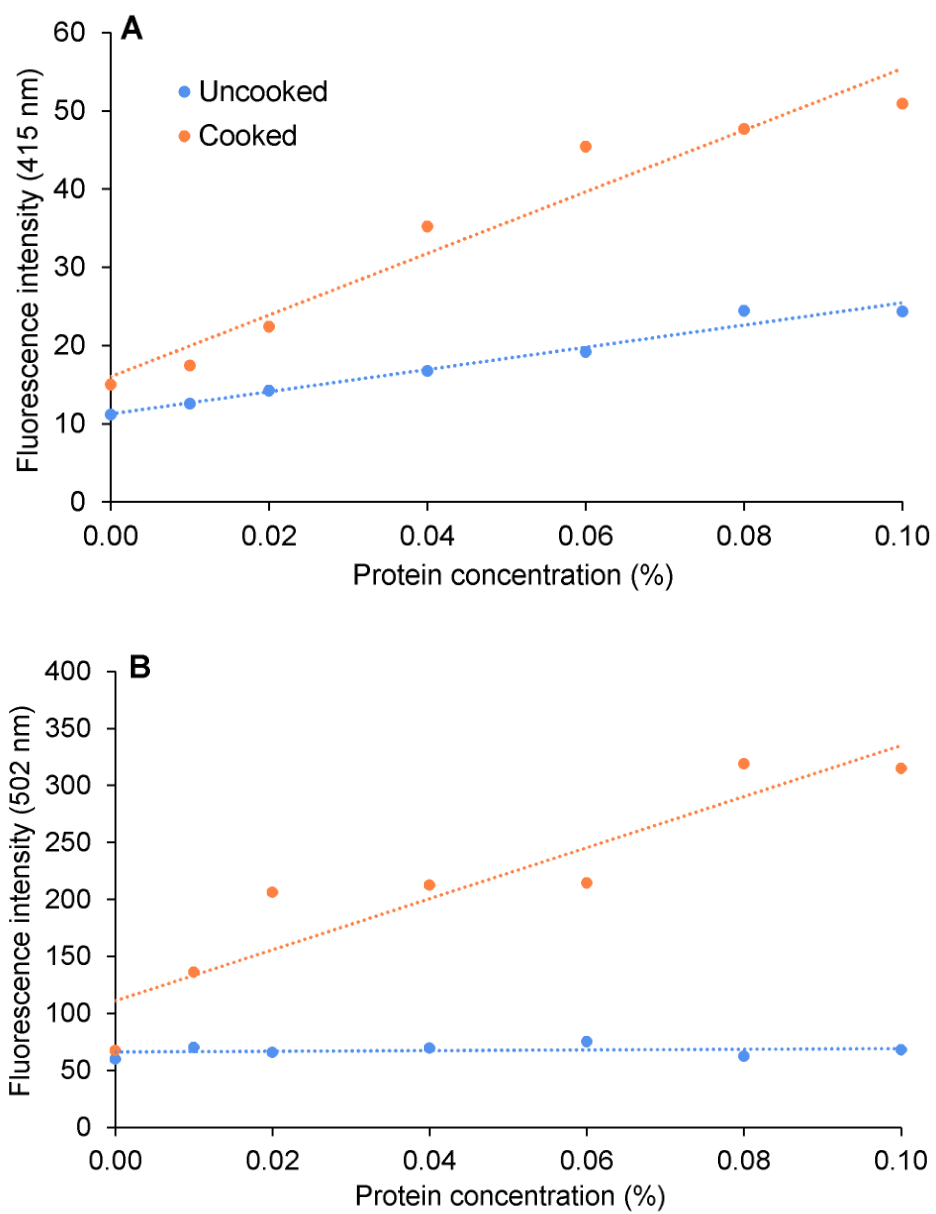 A
Fluorescence intensity (415 nm)
60
50
40
30
20
10
0
Uncooked
Cooked
0.00 0.02 0.04 0.06 0.08 0.10
Protein concentration (%)
B
Fluorescence intensity (502 nm)
400
350
300
250
200
150
100
50
0
0.00 0.02 0.04 0.06 0.08 0.10
Protein concentration (%)